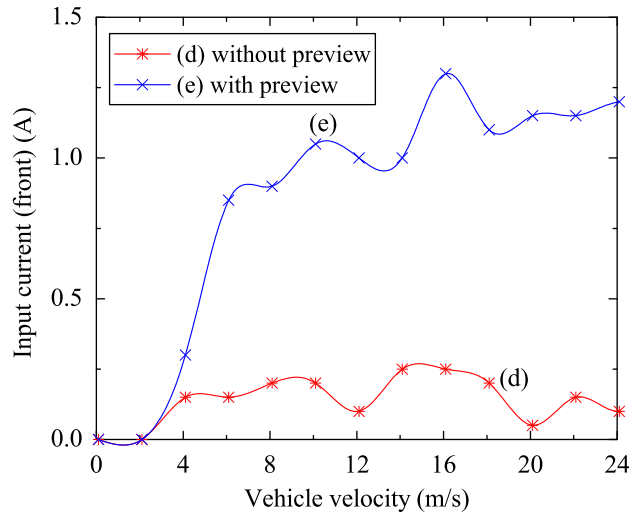 1.5
(d) without preview
(e) with preview
(e)
1.0
Input current (front) (A)
0.5
(d)
0.0
0 4 8 12 16 20 24
Vehicle velocity (m/s)